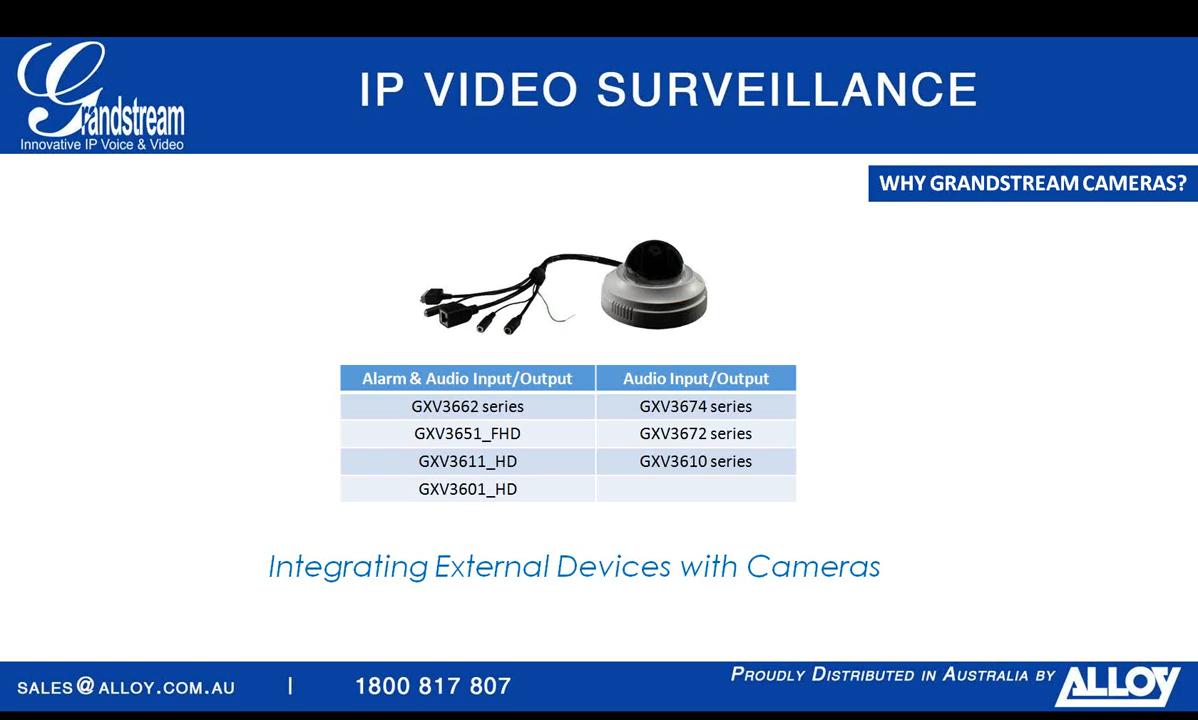 Grandstream
Innovative IP Voice & Video
IP VIDEO SURVEILLANCE
WHY GRANDSTREAM CAMERAS?
Alarm & Audio Input/Output Audio Input/Output
GXV3662 series GXV3674 series
GXV3651_FHD GXV3672 series
GXV3611_HD GXV3610 series
GXV3601_HD
Integrating External Devices with Cameras
SALES@ALLOY.COM.AU | 1800 817 807 PROUDLY DISTRIBUTED IN AUSTRALIA BY ALLOY